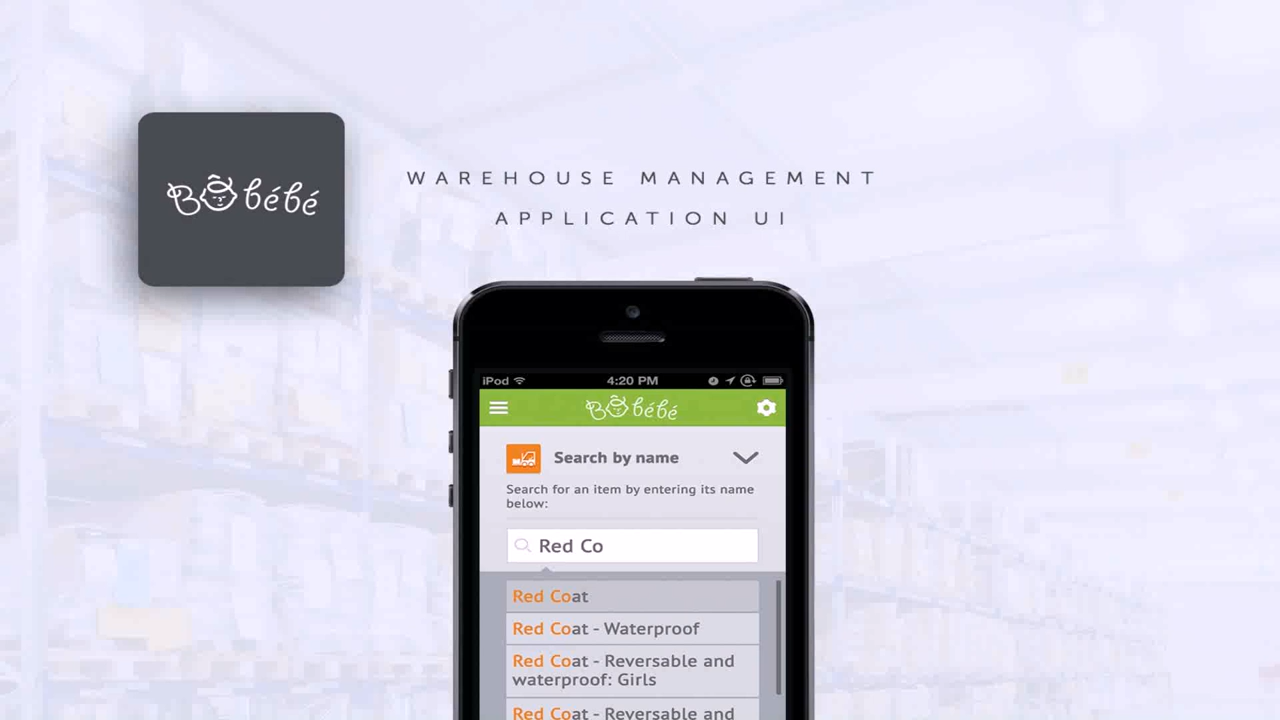 Bô bébé
WAREHOUSE MANAGEMENT
APPLICATION UI
iPod
4:20 PM
Bô bébé
Search by name
Search for an item by entering its name
below:
Red Co
Red Coat
Red Coat - Waterproof
Red Coat - Reversable and
waterproof: Girls
Red Coat - Reversable and